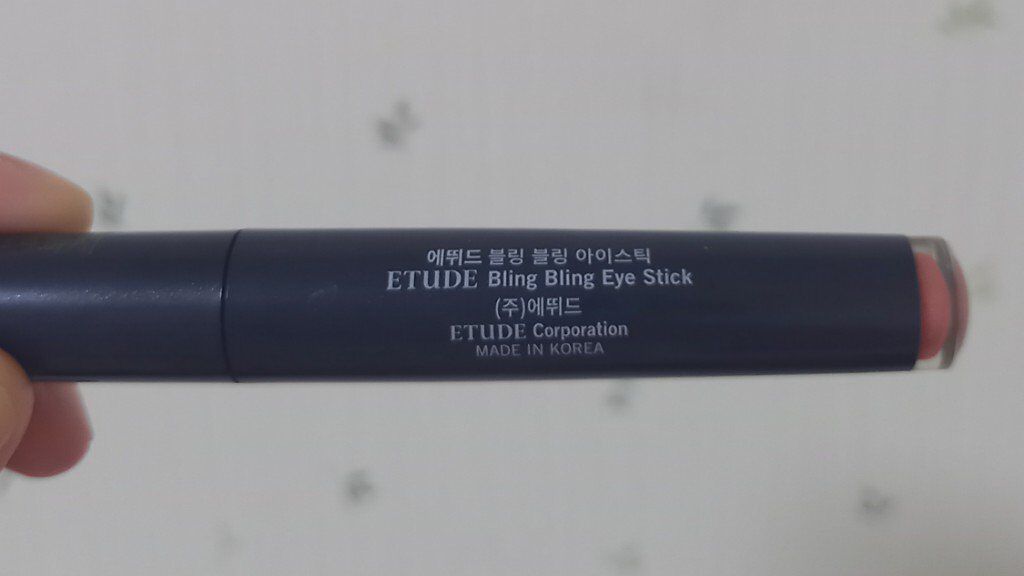 에뛰드 블링 블링 아이스틱
ETUDE Bling Bling Eye Stick
(주)에뛰드
ETUDE Corporation
MADE IN KOREA